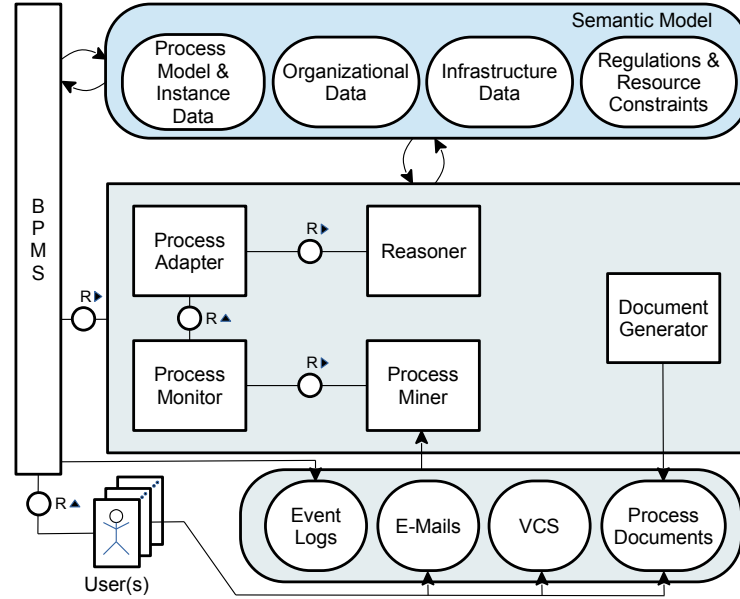 Semantic Model
Process
Model &
Instance
Data
Organizational
Data
Infrastructure
Data
Regulations &
Resource
Constraints
B
P
M
S
Process
Adapter
R
Reasoner
R
R
Document
Generator
Process
Monitor
R
Process
Miner
R
Event
Logs
E-Mails
VCS
Process
Documents
User(s)